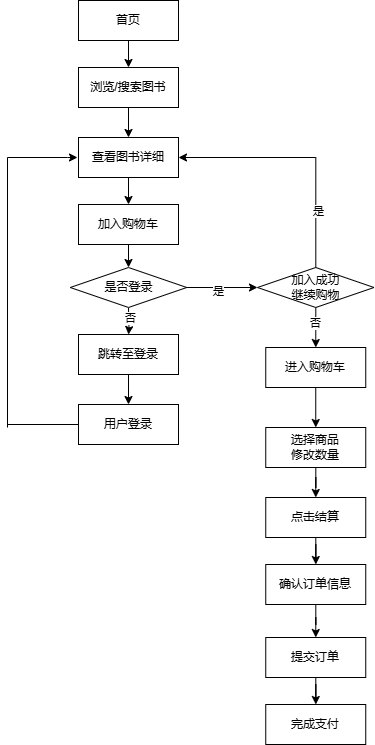 首页
浏览/搜索图书
查看图书详细
加入购物车
是否登录
是
加入成功
继续购物
是
否
跳转至登录
用户登录
否
进入购物车
选择商品
修改数量
点击结算
确认订单信息
提交订单
完成支付